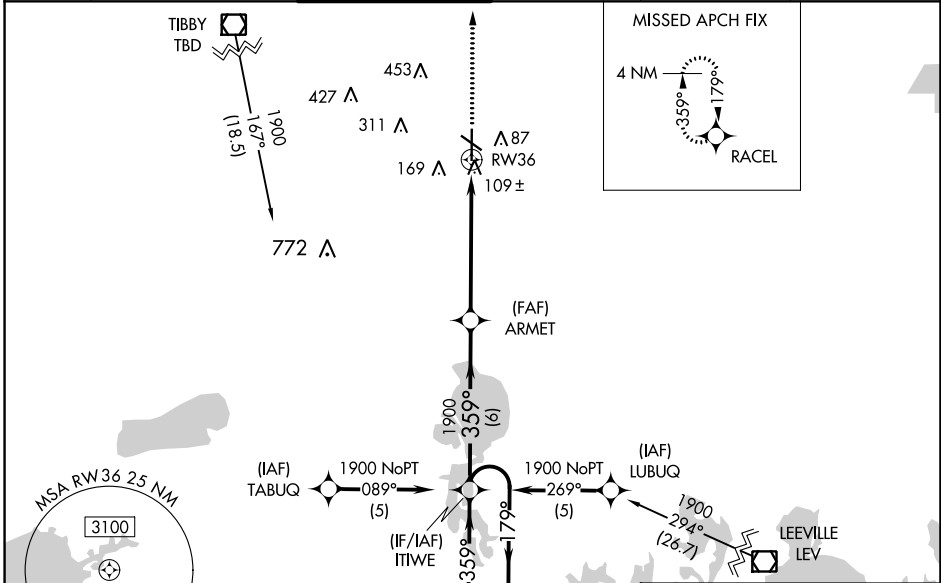 TIBBY
TBD
1900
167°
(18.5)
453
427
311
87
RW36
169
109 ±
772
MISSED APCH FIX
4 NM
359°
179°
RACEL
(FAF)
ARMET
1900
359°
(6)
(IAF)
TABUQ
1900 NoPT
089°
(5)
1900 NoPT
269°
(5)
(IAF)
LUBUQ
(IF/IAF)
ITIWE
359°
179°
1900
294°
(26.7)
LEEVILLE
LEV
MSA RW36 25 NM
3100